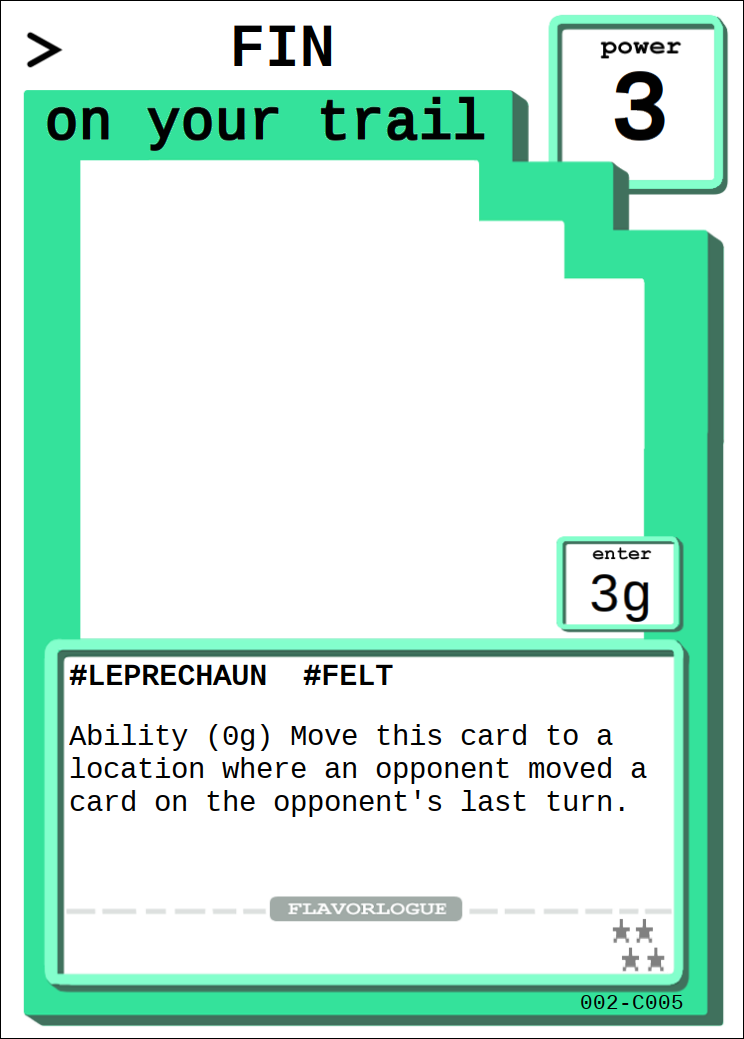 > FIN
power
3
on your trail
enter
3g
#LEPRECHAUN #FELT
Ability (0g) Move this card to a
location where an opponent moved a
card on the opponent's last turn.
FLAVORLOGUE
002-C005